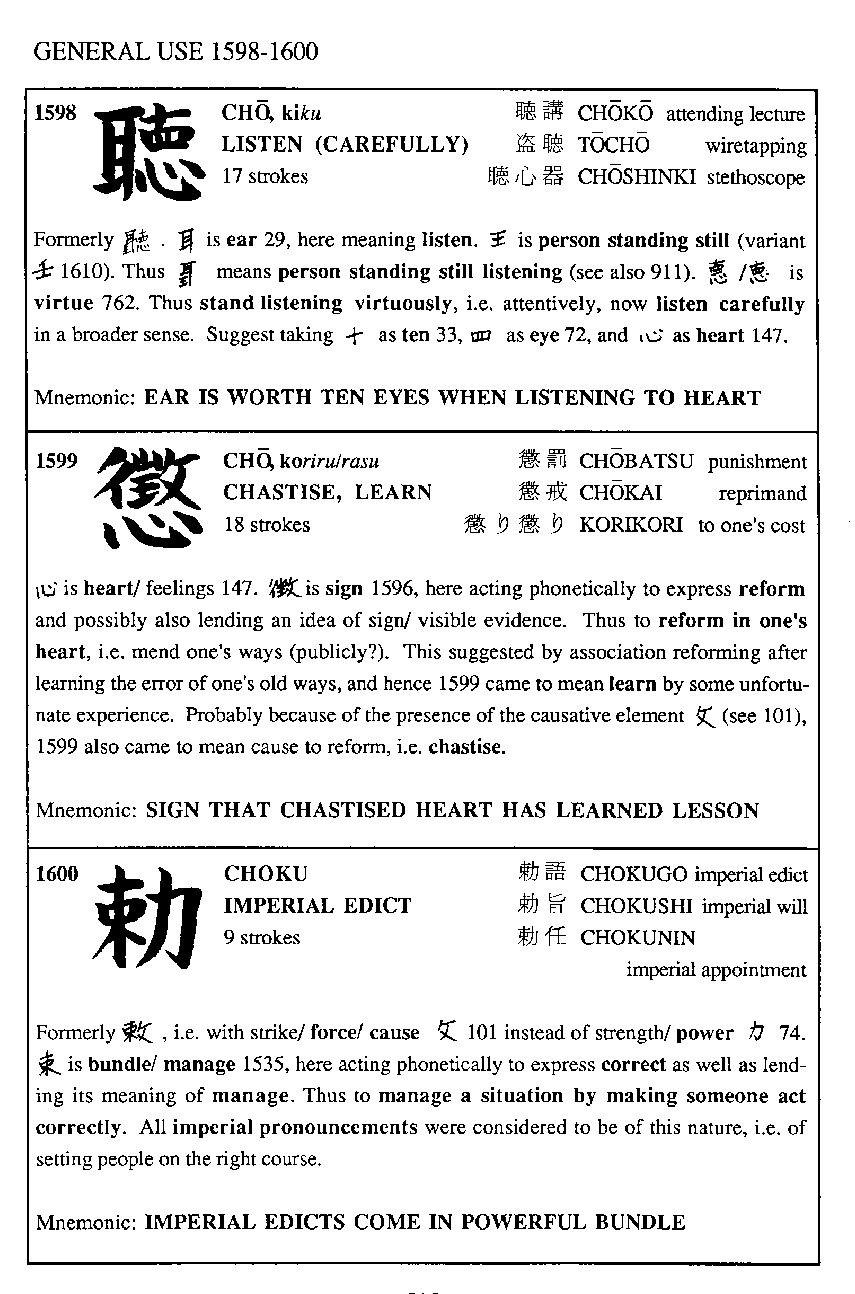 GENERAL USE 1598-1600
1598 聴 CHŌ, kiku 聴講 CHŌKŌ attending lecture
LISTEN (CAREFULLY) 盗聴 TŌCHŌ wiretapping
17 strokes 聴心器 CHŌSHINKI stethoscope
Formerly 聽 . 耳 is ear 29, here meaning listen. 𡈼 is person standing still (variant
壬 1610). Thus means person standing still listening (see also 911). 悳 / is
virtue 762. Thus stand listening virtuously, i.e. attentively, now listen carefully
in a broader sense. Suggest taking 十 as ten 33, 罒 as eye 72, and 心 as heart 147.
Mnemonic: EAR IS WORTH TEN EYES WHEN LISTENING TO HEART
1599 懲 CHŌ, koriru/rasu 懲罰 CHŌBATSU punishment
CHASTISE, LEARN 懲戒 CHŌKAI reprimand
18 strokes 懲り懲り KORIKORI to one's cost
心 is heart/ feelings 147. 徴 is sign 1596, here acting phonetically to express reform
and possibly also lending an idea of sign/ visible evidence. Thus to reform in one's
heart, i.e. mend one's ways (publicly?). This suggested by association reforming after
learning the error of one's old ways, and hence 1599 came to mean learn by some unfortu-
nate experience. Probably because of the presence of the causative element 攵 (see 101),
1599 also came to mean cause to reform, i.e. chastise.
Mnemonic: SIGN THAT CHASTISED HEART HAS LEARNED LESSON
1600 勅 CHOKU 勅語 CHOKUGO imperial edict
IMPERIAL EDICT 勅旨 CHOKUSHI imperial will
9 strokes 勅任 CHOKUNIN
imperial appointment
Formerly 敕 , i.e. with strike/ force/ cause 攵 101 instead of strength/ power 力 74.
束 is bundle/ manage 1535, here acting phonetically to express correct as well as lend-
ing its meaning of manage. Thus to manage a situation by making someone act
correctly. All imperial pronouncements were considered to be of this nature, i.e. of
setting people on the right course.
Mnemonic: IMPERIAL EDICTS COME IN POWERFUL BUNDLE